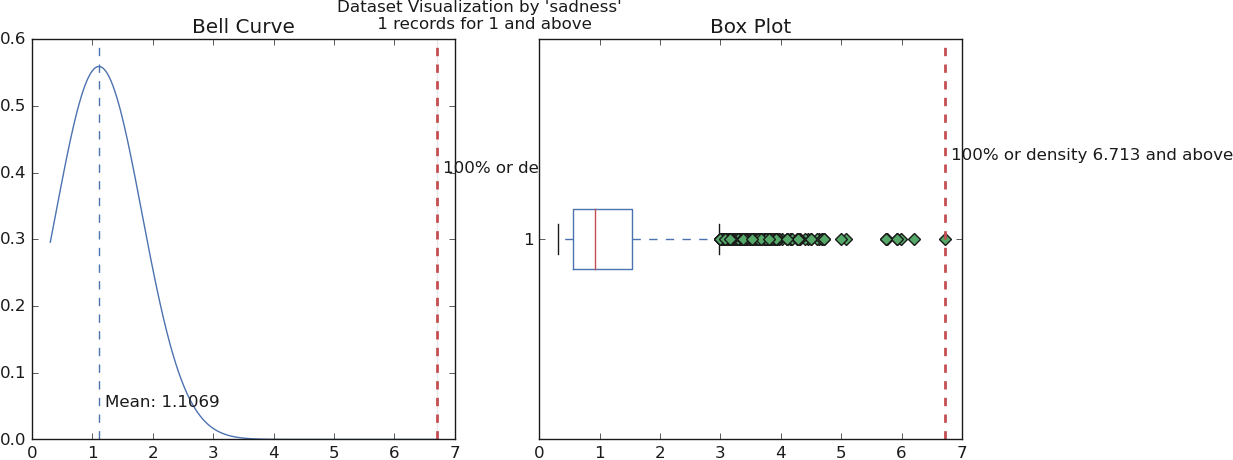 Dataset Visualization by 'sadness'
1 records for 1 and above
Bell Curve
Box Plot
0.6
0.5
0.4
0.3
0.2
0.1
0.0
0 1 2 3 4 5 6 7
Mean: 1.1069
100% or de
1
0 1 2 3 4 5 6 7
100% or density 6.713 and above